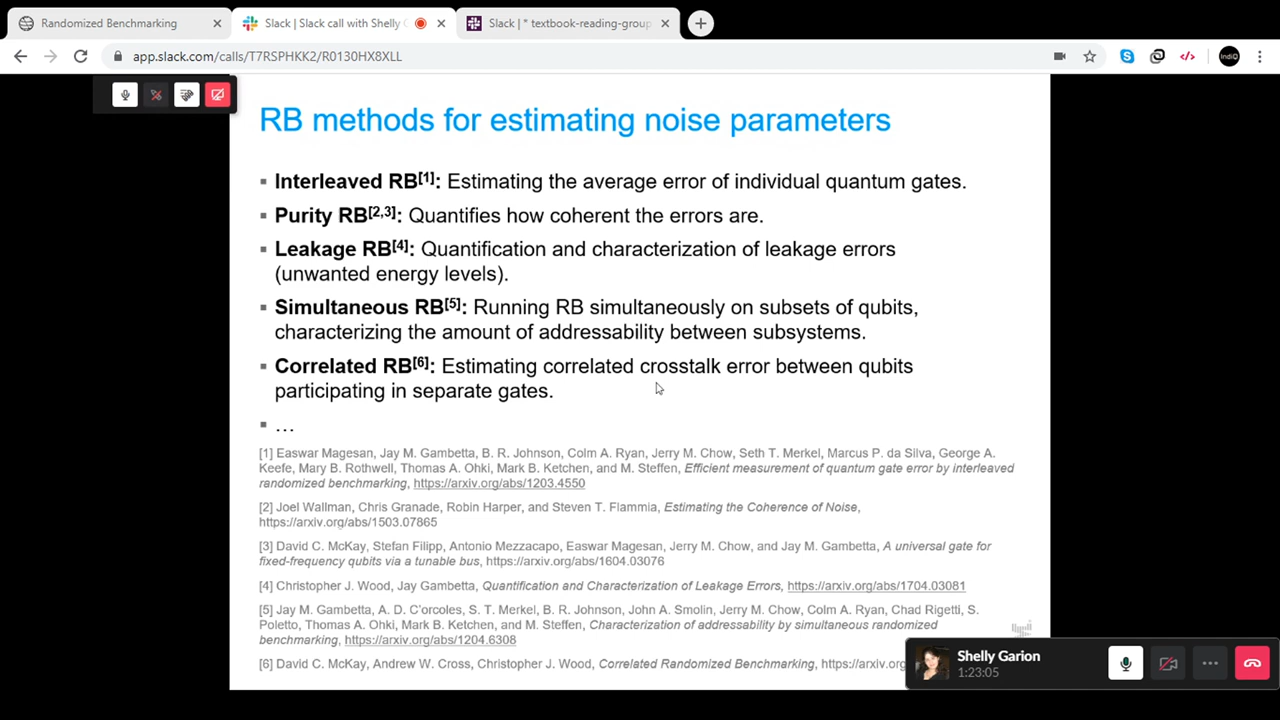 Randomized Benchmarking
Slack | Slack call with Shelly G
Slack | * textbook-reading-group
app.slack.com/calls/T7RSPHKK2/R0130HX8XLL
IndiQ
RB methods for estimating noise parameters
▪ Interleaved RB[1]: Estimating the average error of individual quantum gates.
▪ Purity RB[2,3]: Quantifies how coherent the errors are.
▪ Leakage RB[4]: Quantification and characterization of leakage errors
(unwanted energy levels).
▪ Simultaneous RB[5]: Running RB simultaneously on subsets of qubits,
characterizing the amount of addressability between subsystems.
▪ Correlated RB[6]: Estimating correlated crosstalk error between qubits
participating in separate gates.
▪ …
[1] Easwar Magesan, Jay M. Gambetta, B. R. Johnson, Colm A. Ryan, Jerry M. Chow, Seth T. Merkel, Marcus P. da Silva, George A.
Keefe, Mary B. Rothwell, Thomas A. Ohki, Mark B. Ketchen, and M. Steffen, Efficient measurement of quantum gate error by interleaved
randomized benchmarking, https://arxiv.org/abs/1203.4550
[2] Joel Wallman, Chris Granade, Robin Harper, and Steven T. Flammia, Estimating the Coherence of Noise,
https://arxiv.org/abs/1503.07865
[3] David C. McKay, Stefan Filipp, Antonio Mezzacapo, Easwar Magesan, Jerry M. Chow, and Jay M. Gambetta, A universal gate for
fixed-frequency qubits via a tunable bus, https://arxiv.org/abs/1604.03076
[4] Christopher J. Wood, Jay Gambetta, Quantification and Characterization of Leakage Errors, https://arxiv.org/abs/1704.03081
[5] Jay M. Gambetta, A. D. C'orcoles, S. T. Merkel, B. R. Johnson, John A. Smolin, Jerry M. Chow, Colm A. Ryan, Chad Rigetti, S.
Poletto, Thomas A. Ohki, Mark B. Ketchen, and M. Steffen, Characterization of addressability by simultaneous randomized
benchmarking, https://arxiv.org/abs/1204.6308
[6] David C. McKay, Andrew W. Cross, Christopher J. Wood, Correlated Randomized Benchmarking, https://arxiv.org
Shelly Garion
1:23:05